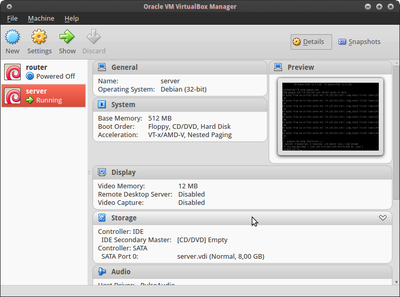 Oracle VM VirtualBox Manager
File Machine Help
New Settings Show Discard
Details Snapshots
router
Powered Off
server
Running
General
Name: server
Operating System: Debian (32-bit)
Preview
System
Base Memory: 512 MB
Boot Order: Floppy, CD/DVD, Hard Disk
Acceleration: VT-x/AMD-V, Nested Paging
Display
Video Memory: 12 MB
Remote Desktop Server: Disabled
Video Capture: Disabled
Storage
Controller: IDE
IDE Secondary Master: [CD/DVD] Empty
Controller: SATA
SATA Port 0: server.vdi (Normal, 8,00 GB)
Audio
Host Driver: PulseAudio